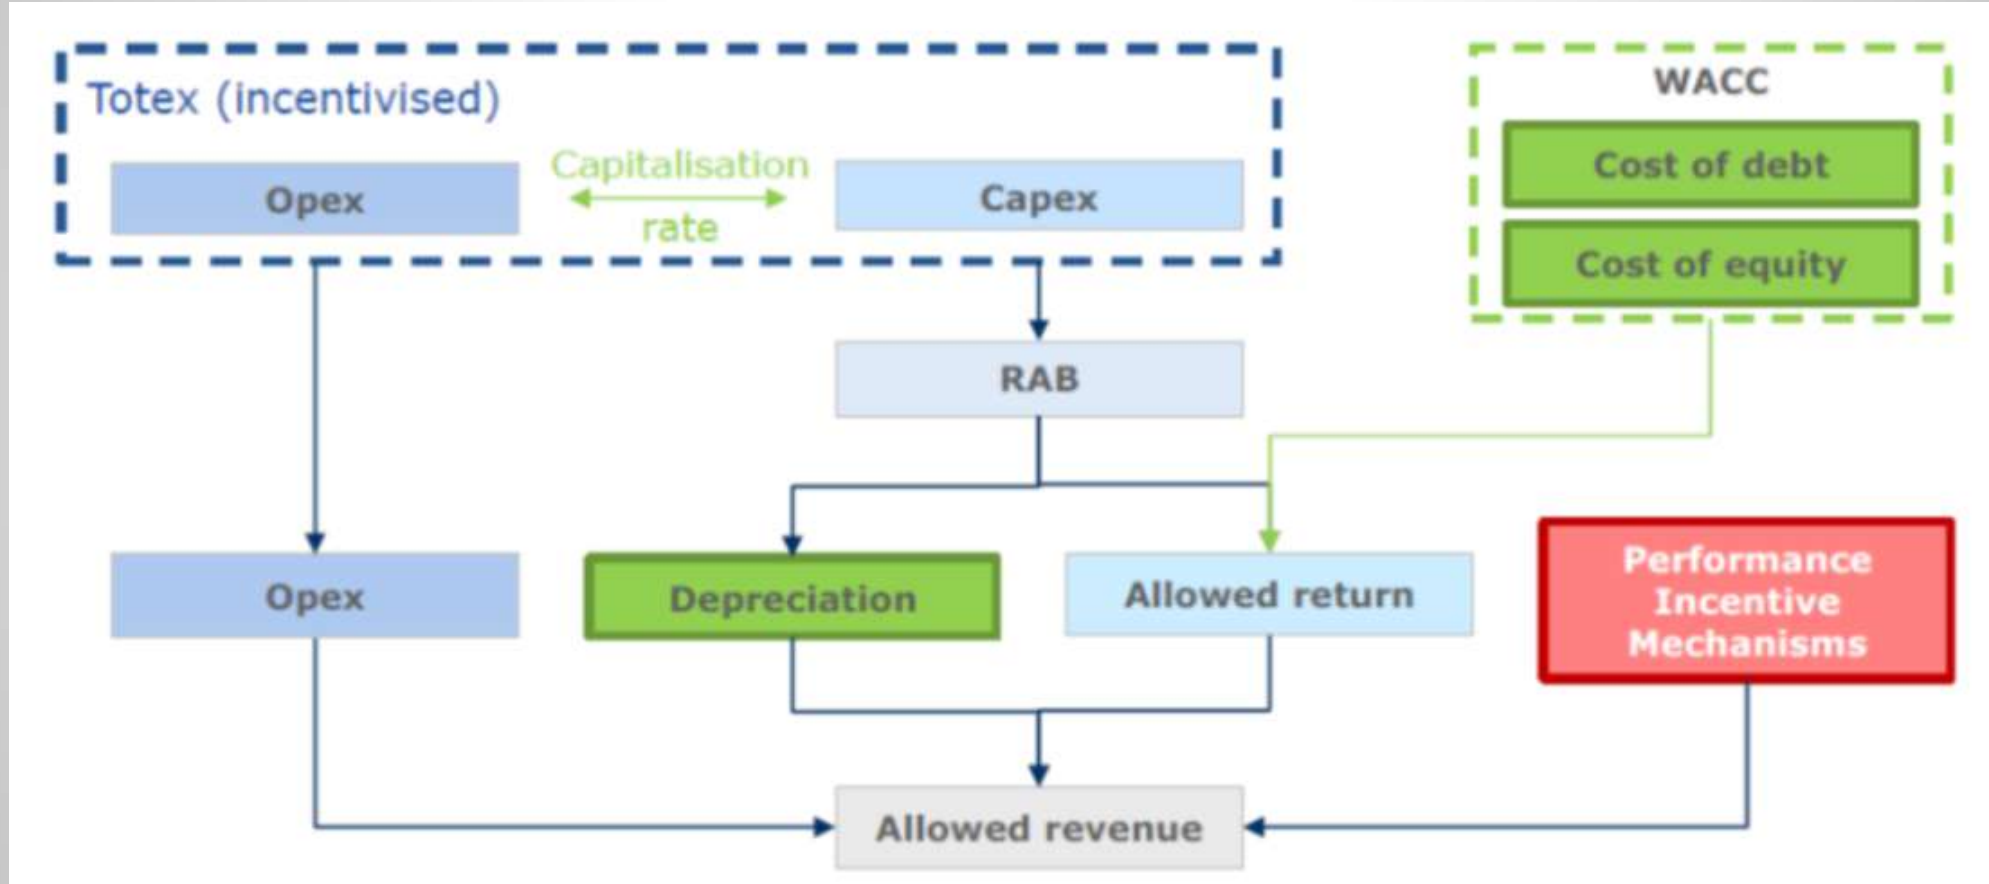 Totex (incentivised)
WACC
Opex
Capitalisation
rate
Capex
Cost of debt
Cost of equity
RAB
Opex
Depreciation
Allowed return
Performance
Incentive
Mechanisms
Allowed revenue